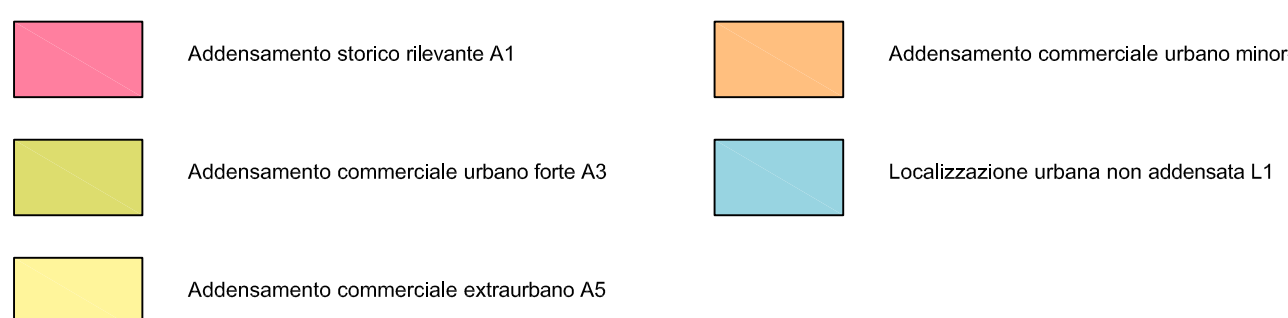 Addensamento storico rilevante A1
Addensamento commerciale urbano minor
Addensamento commerciale urbano forte A3
Localizzazione urbana non addensata L1
Addensamento commerciale extraurbano A5